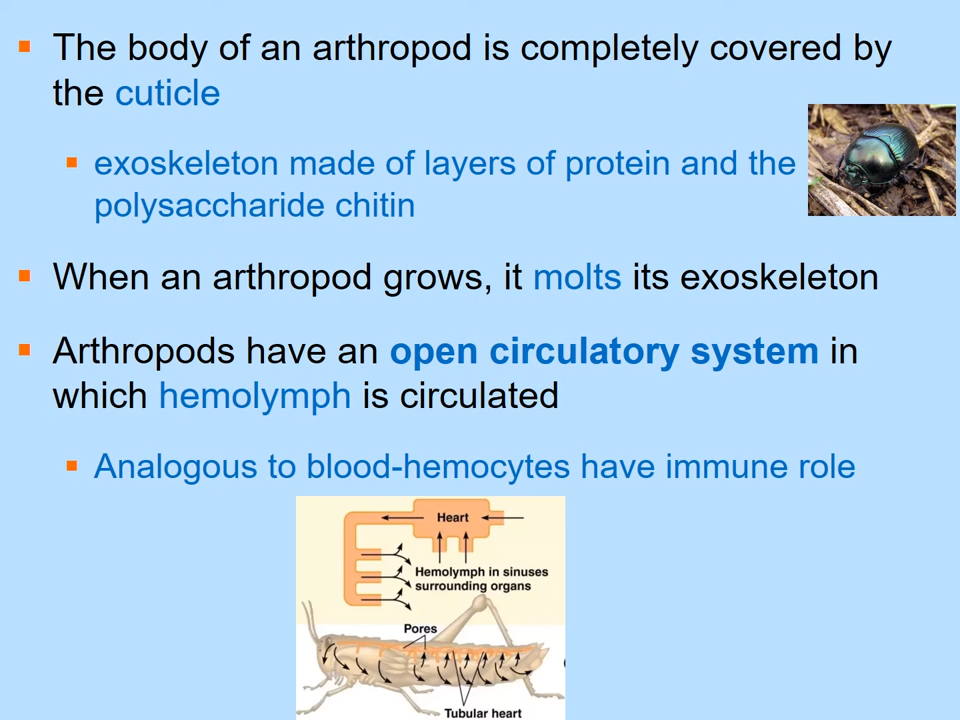 The body of an arthropod is completely covered by
the cuticle
exoskeleton made of layers of protein and the
polysaccharide chitin
When an arthropod grows, it molts its exoskeleton
Arthropods have an open circulatory system in
which hemolymph is circulated
Analogous to blood-hemocytes have immune role
Heart
Hemolymph in sinuses
surrounding organs
Pores
Tubular heart